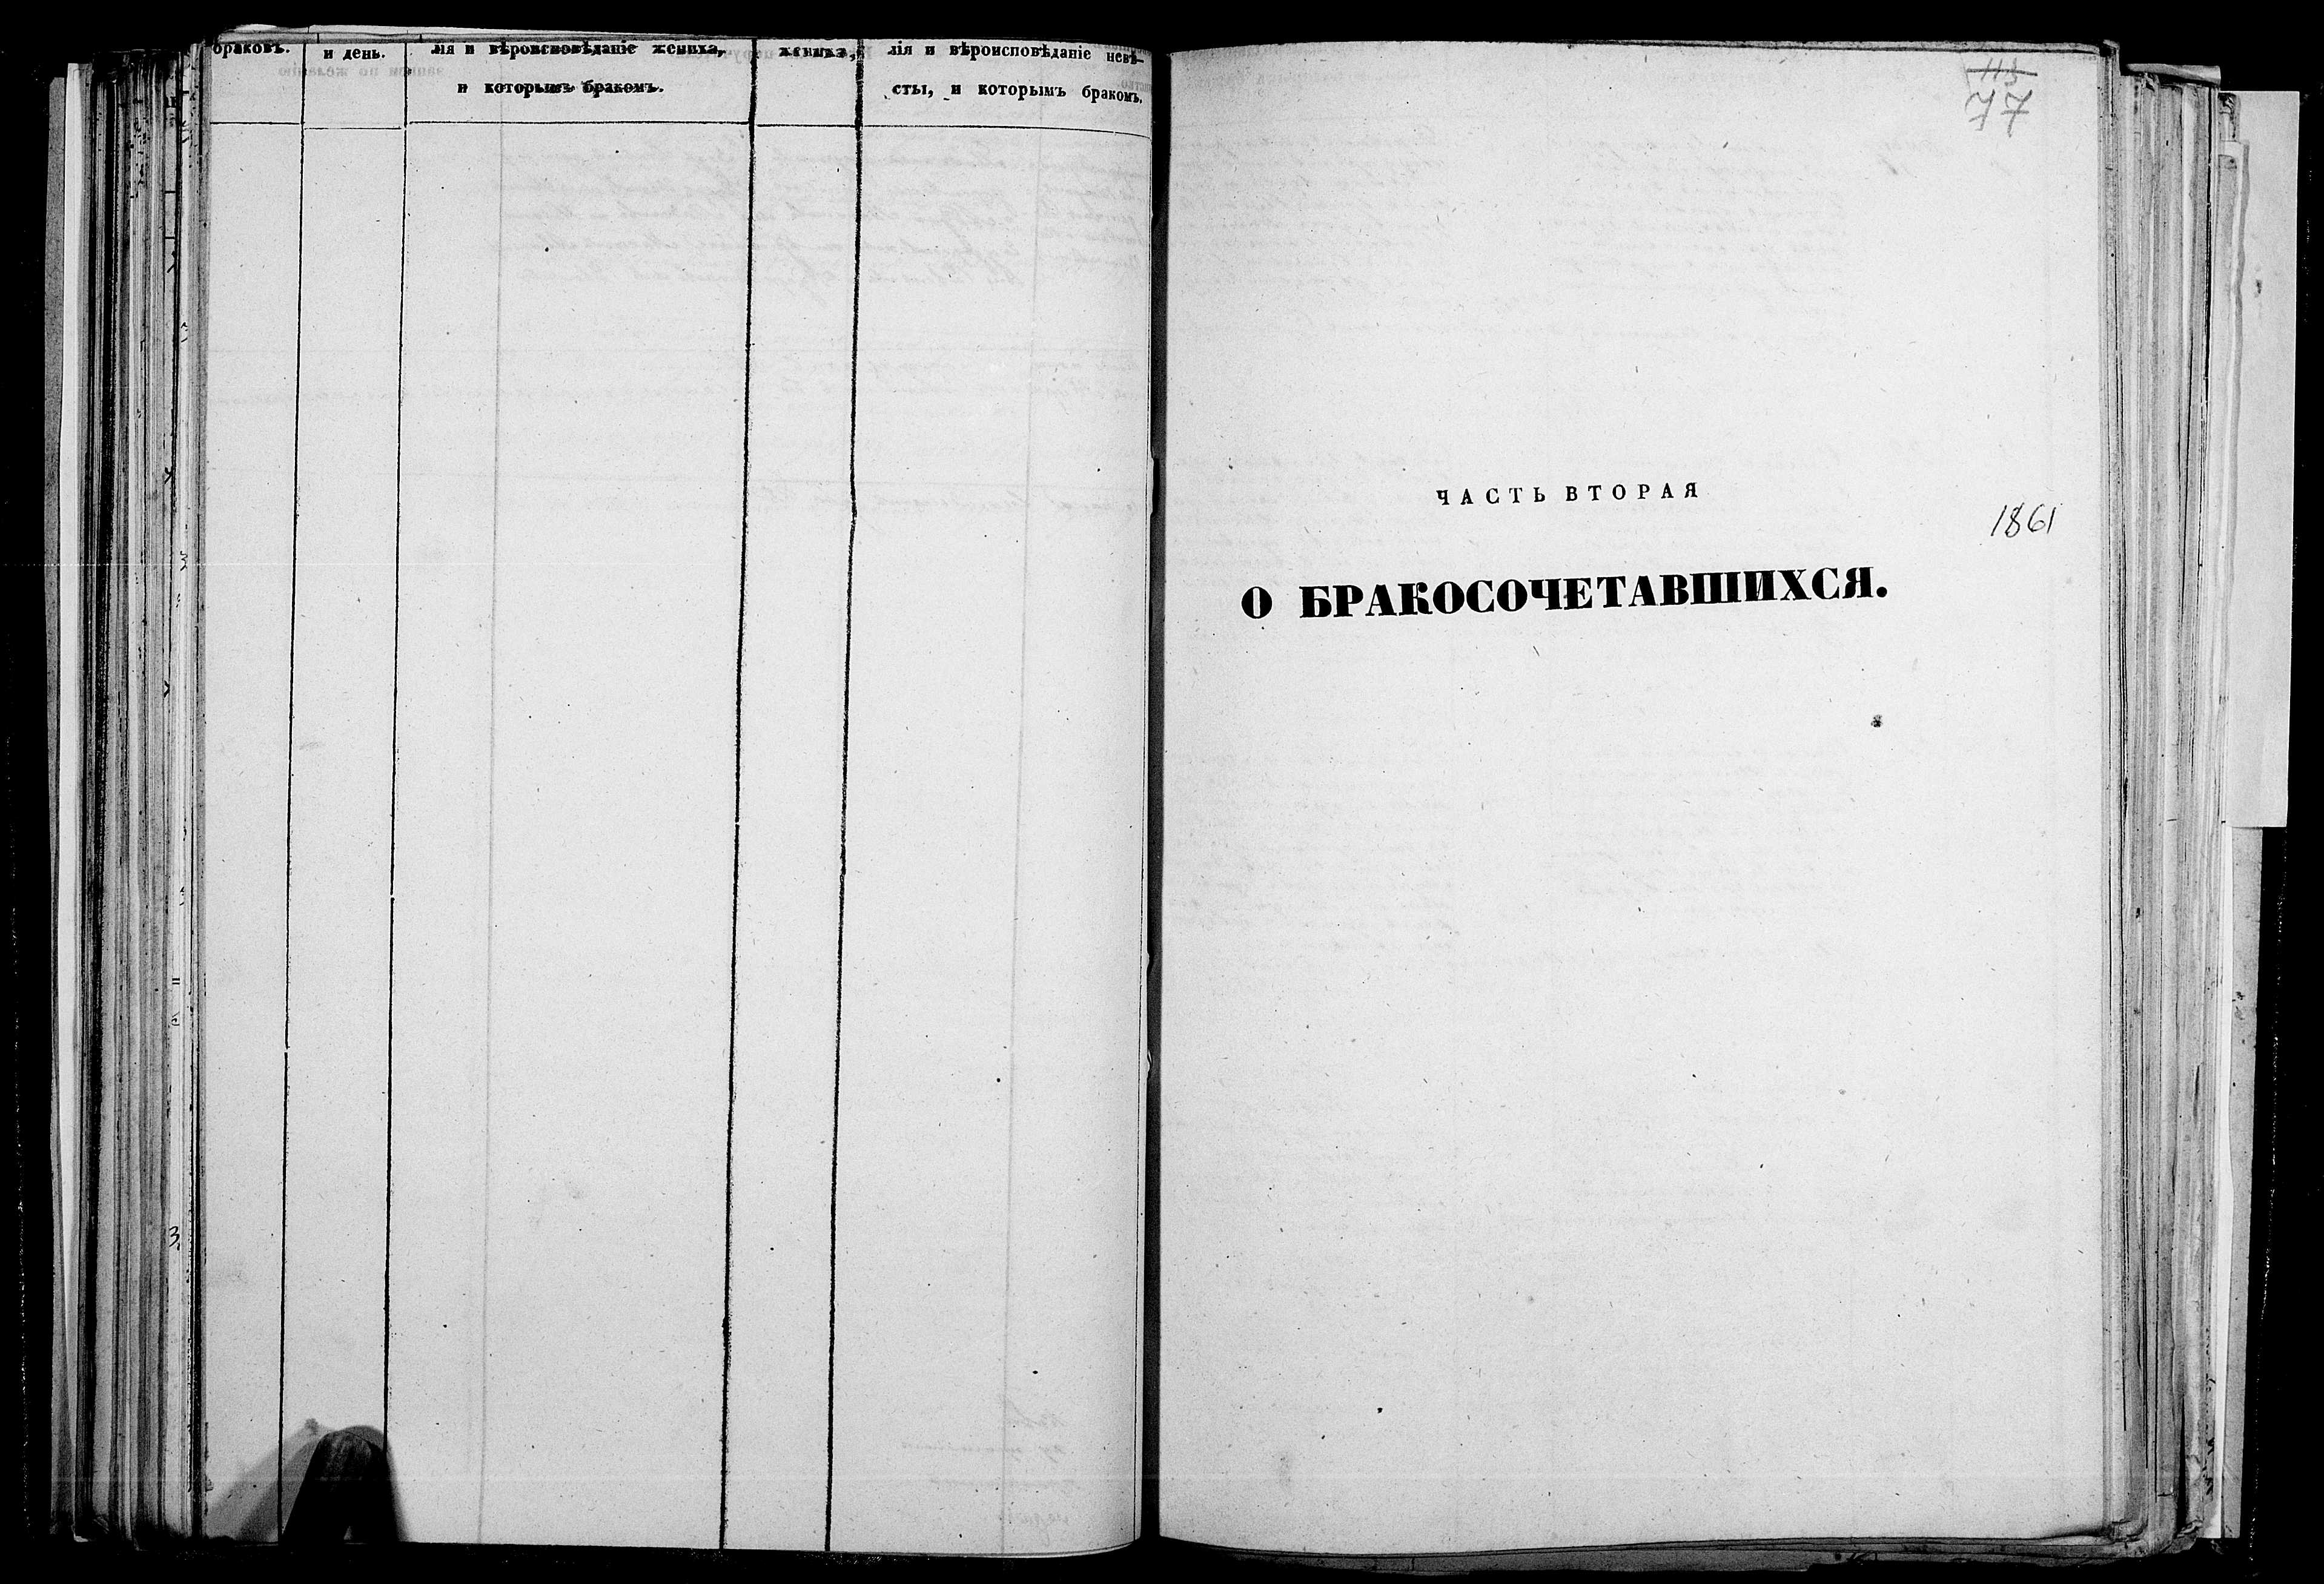 браковъ.
и день.
лія и вѣроисповѣданіе жениха,
и которымъ бракомъ.
жениха,
лія и вѣроисповѣданіе невѣ-
сты, и которымъ бракомъ.
115
77
ЧАСТЬ ВТОРАЯ
1861
О БРАКОСОЧЕТАВШИХСЯ.